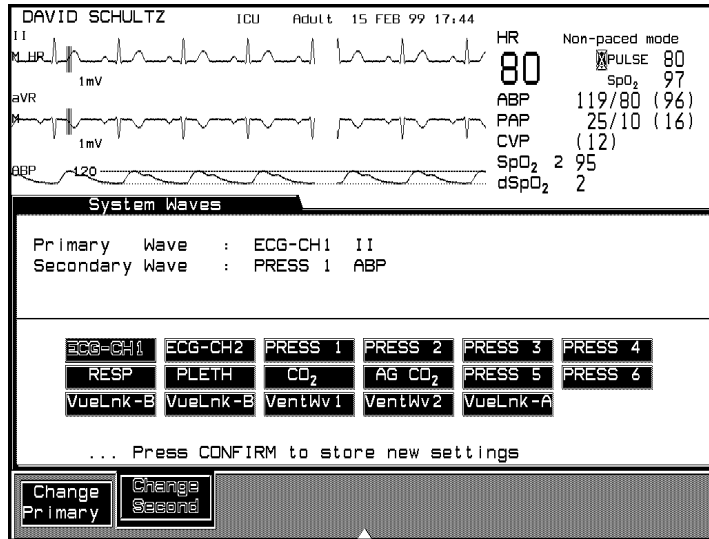 DAVID SCHULTZ ICU Adult 15 FEB 99 17:44
II
M HR
1mV
aVR
M
1mV
ABP 120
HR 80
Non-paced mode
PULSE 80
SpO₂ 97
ABP 119/80 (96)
PAP 25/10 (16)
CVP (12)
SpO₂ 2 95
dSpO₂ 2
System Waves
Primary Wave : ECG-CH1 II
Secondary Wave : PRESS 1 ABP
ECG-CH1 ECG-CH2 PRESS 1 PRESS 2 PRESS 3 PRESS 4
RESP PLETH CO₂ AG CO₂ PRESS 5 PRESS 6
VueLnk-B VueLnk-B VentWv1 VentWv2 VueLnk-A
... Press CONFIRM to store new settings
Change Primary
Change Second